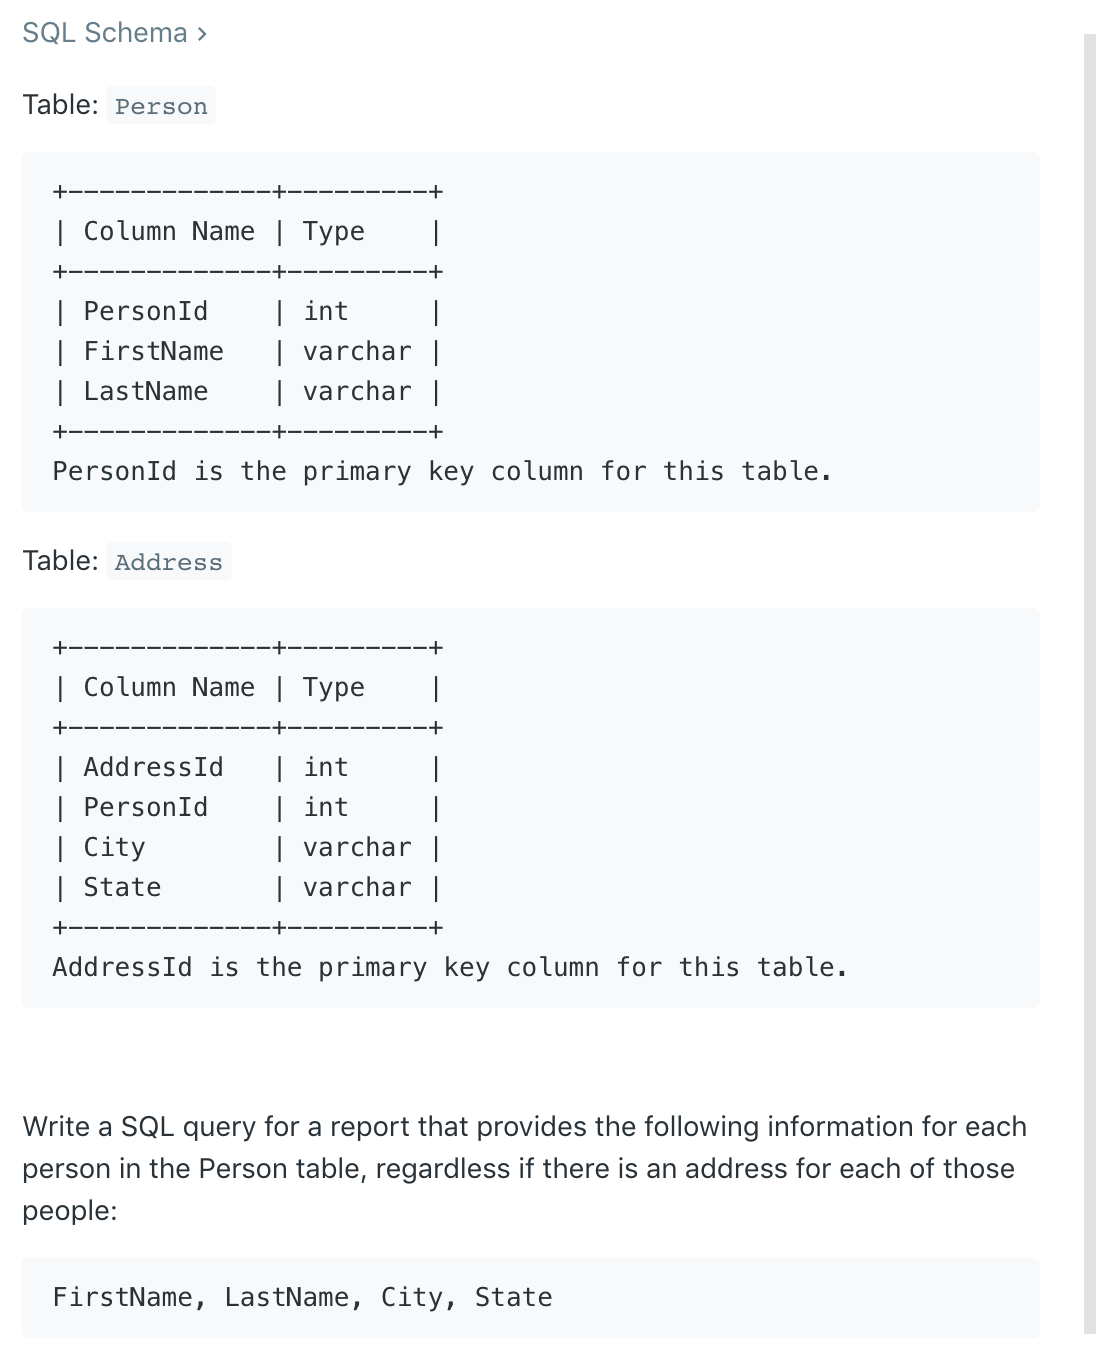 SQL Schema ›
Table: Person
+-------------+---------+
| Column Name | Type    |
+-------------+---------+
| PersonId    | int     |
| FirstName   | varchar |
| LastName    | varchar |
+-------------+---------+
PersonId is the primary key column for this table.
Table: Address
+-------------+---------+
| Column Name | Type    |
+-------------+---------+
| AddressId   | int     |
| PersonId    | int     |
| City        | varchar |
| State       | varchar |
+-------------+---------+
AddressId is the primary key column for this table.
Write a SQL query for a report that provides the following information for each
person in the Person table, regardless if there is an address for each of those
people:
FirstName, LastName, City, State